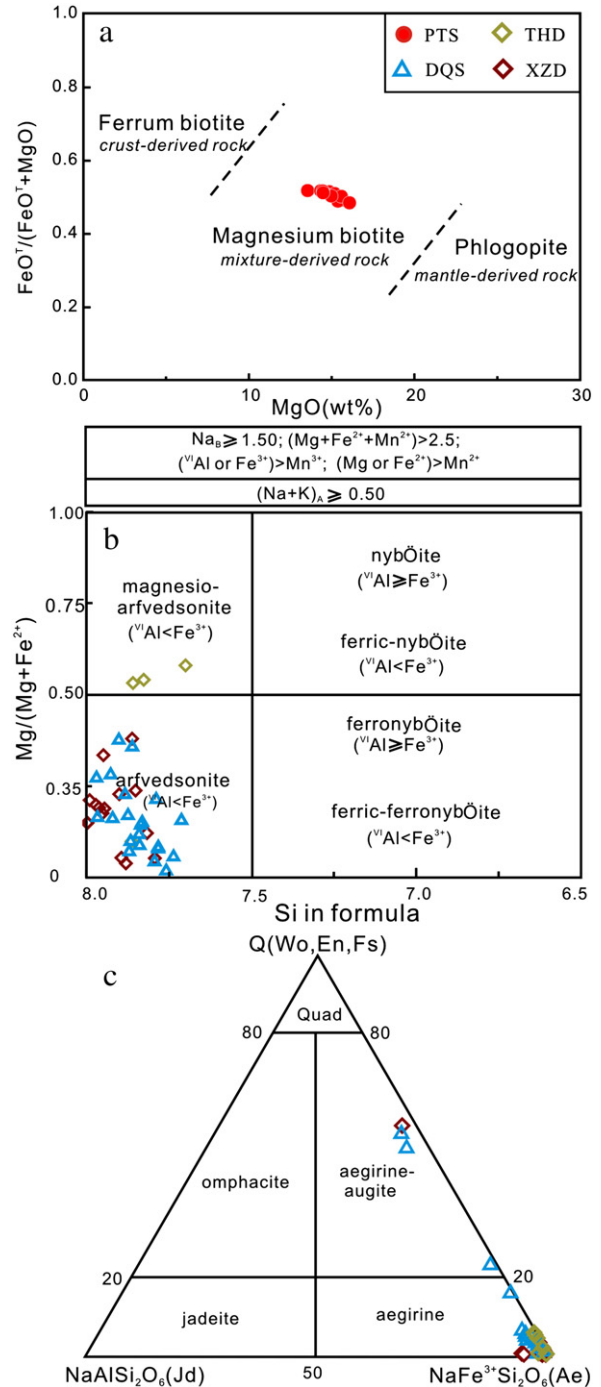 a
PTS
THD
DQS
XZD
1.0
0.8
0.6
0.4
0.2
0.0
FeOᵀ/(FeOᵀ+MgO)
Ferrum biotite
crust-derived rock
Magnesium biotite
mixture-derived rock
Phlogopite
mantle-derived rock
0
10
20
30
MgO(wt%)
Na_B⩾1.50; (Mg+Fe²⁺+Mn²⁺)>2.5;
(ⱽᴵAl or Fe³⁺)>Mn³⁺; (Mg or Fe²⁺)>Mn²⁺
(Na+K)_A⩾0.50
b
1.00
0.75
0.50
0.35
0
Mg/(Mg+Fe²⁺)
magnesio-
arfvedsonite
(ⱽᴵAl<Fe³⁺)
nybÖite
(ⱽᴵAl⩾Fe³⁺)
ferric-nybÖite
(ⱽᴵAl<Fe³⁺)
ferronybÖite
(ⱽᴵAl⩾Fe³⁺)
arfvedsonite
(ⱽᴵAl<Fe³⁺)
ferric-ferronybÖite
(ⱽᴵAl<Fe³⁺)
8.0
7.5
7.0
6.5
Si in formula
Q(Wo,En,Fs)
c
Quad
80
80
omphacite
aegirine-
augite
20
20
jadeite
aegirine
NaAlSi₂O₆(Jd)
50
NaFe³⁺Si₂O₆(Ae)